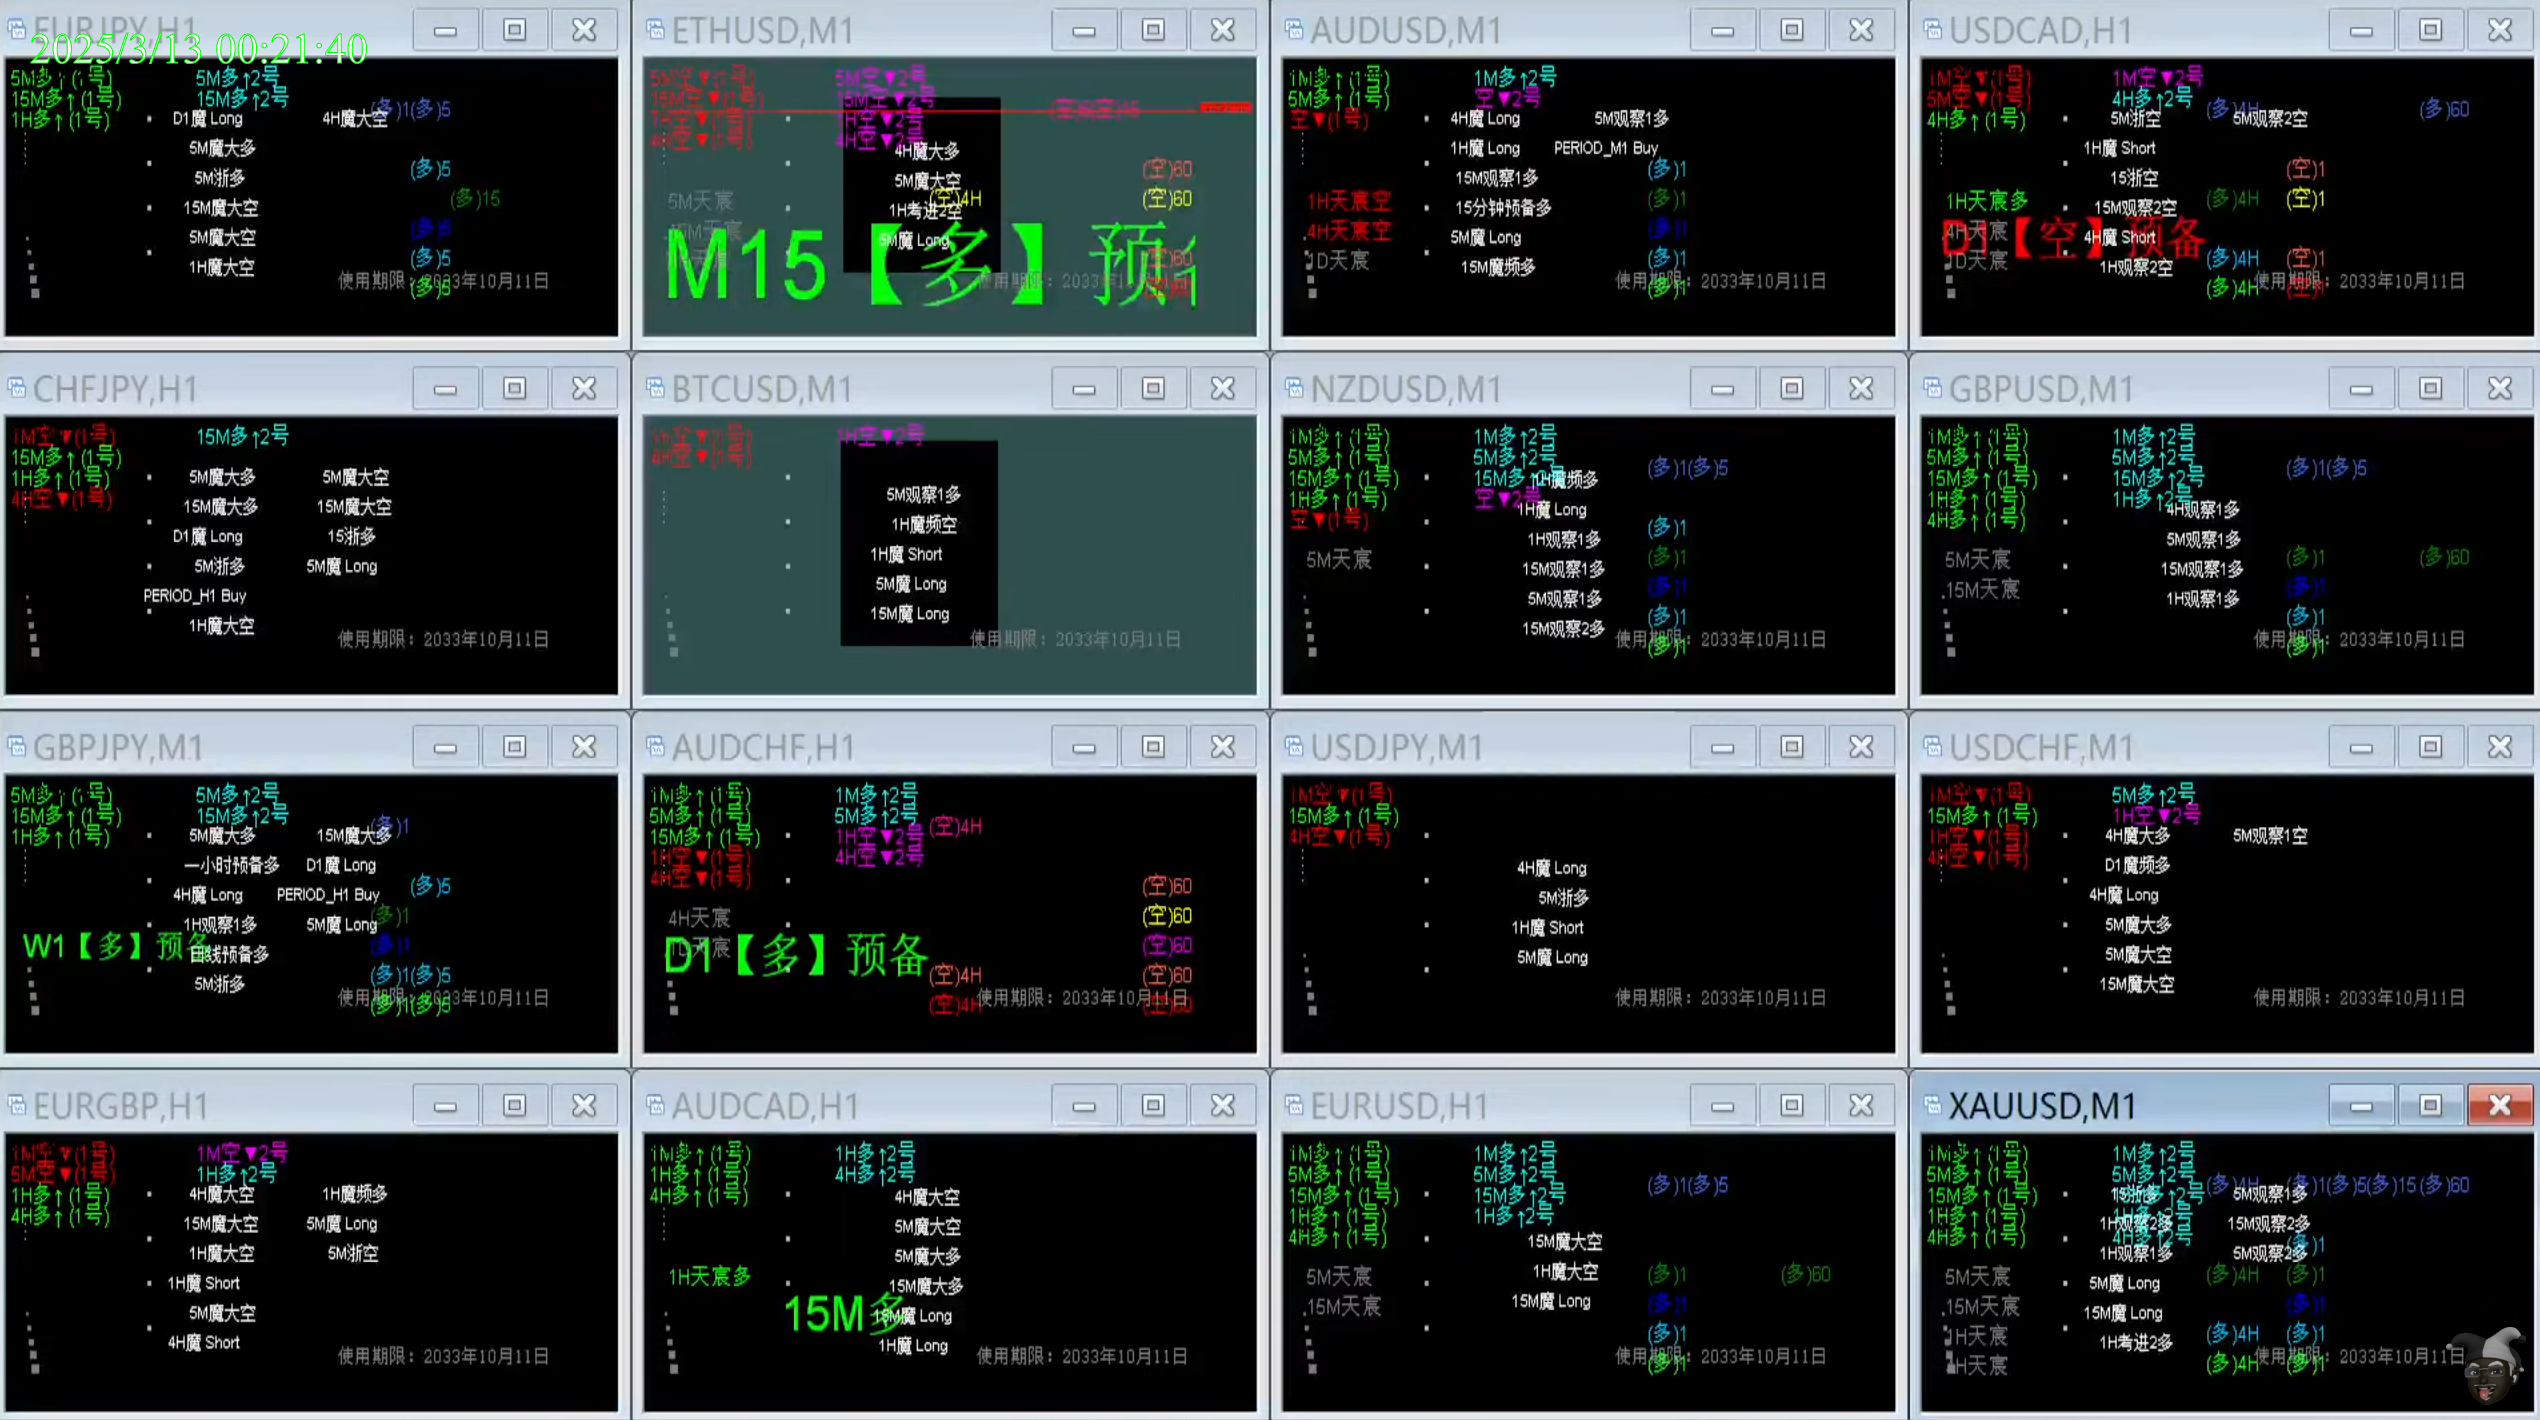 EURJPY,H1
2025/3/13 00:21:40
5M多↑(1号) 5M多↑2号
15M多↑(1号) 15M多↑2号
1H多↑(1号) D1魔 Long 4H魔大空 (多)1(多)5
5M魔大多
5M浙多 (多)5
15M魔大空 (多)15
5M魔大空 (多)5
1H魔大空 (多)5
使用期限：2033年10月11日
(多)5
ETHUSD,M1
5M空▼(1号) 5M空▼2号
15M空▼(1号) 15M空▼2号
1H空▼(1号) 1H空▼2号
4H空▼(1号) 4H空▼2号
4H魔大多
5M魔大空 (空)60
5M天宸 (空)4H (空)60
1H考进2空
5M魔 Long
M15【多】预
(空)60
AUDUSD,M1
1M多↑(1号) 1M多↑2号
5M多↑(1号) 空▼2号
空▼(1号) 4H魔 Long 5M观察1多
1H魔 Long PERIOD_M1 Buy
15M观察1多 (多)1
1H天宸空 15分钟预备多 (多)1
4H天宸空 5M魔 Long (多)1
1D天宸 15M魔频多 (多)1
使用期限：2033年10月11日
(多)1
USDCAD,H1
1M空▼(1号) 1M空▼2号
5M空▼(1号) 4H多↑2号
4H多↑(1号) 5M浙空 (多)4H 5M观察2空 (多)60
1H魔 Short
15浙空 (空)1
1H天宸多 15M观察2空 (多)4H (空)1
4H天宸 4H魔 Short
D1【空】预备
1D天宸 1H观察2空 (多)4H (空)1
使用期限：2033年10月11日
(多)4H (空)1
CHFJPY,H1
1M空▼(1号) 15M多↑2号
15M多↑(1号)
1H多↑(1号) 5M魔大多 5M魔大空
4H空▼(1号) 15M魔大多 15M魔大空
D1魔 Long 15浙多
5M浙多 5M魔 Long
PERIOD_H1 Buy
1H魔大空
使用期限：2033年10月11日
BTCUSD,M1
1H空▼(1号) 1H空▼2号
4H空▼(1号)
5M观察1多
1H魔频空
1H魔 Short
5M魔 Long
15M魔 Long
使用期限：2033年10月11日
NZDUSD,M1
1M多↑(1号) 1M多↑2号
5M多↑(1号) 5M多↑2号 (多)1(多)5
15M多↑(1号) 15M多↑2号 1H魔频多
1H多↑(1号) 空▼2号
空▼(1号) 1H魔 Long
1H观察1多 (多)1
5M天宸 15M观察1多 (多)1
5M观察1多 (多)1
15M观察2多 (多)1
使用期限：2033年10月11日
(多)1
GBPUSD,M1
1M多↑(1号) 1M多↑2号
5M多↑(1号) 5M多↑2号 (多)1(多)5
15M多↑(1号) 15M多↑2号
1H多↑(1号) 1H多↑2号
4H多↑(1号) 4H观察1多
5M观察1多
5M天宸 15M观察1多 (多)1 (多)60
15M天宸 1H观察1多 (多)1
(多)1
使用期限：2033年10月11日
(多)1
GBPJPY,M1
5M多↑(1号) 5M多↑2号
15M多↑(1号) 15M多↑2号
1H多↑(1号) 5M魔大多 15M魔大多 (多)1
一小时预备多 D1魔 Long
4H魔 Long PERIOD_H1 Buy (多)5
1H观察1多 5M魔 Long (多)1
W1【多】预备 日线预备多 (多)1
5M浙多 (多)1(多)5
使用期限：2033年10月11日
(多)1(多)5
AUDCHF,H1
1M多↑(1号) 1M多↑2号
5M多↑(1号) 5M多↑2号
15M多↑(1号) 1H空▼2号 (空)4H
1H空▼(1号) 4H空▼2号
4H空▼(1号) (空)60
4H天宸 (空)60
1D天宸 (空)60
D1【多】预备
(空)4H (空)60
使用期限：2033年10月11日
(空)4H (空)60
USDJPY,M1
1M空▼(1号)
15M多↑(1号)
4H空▼(1号)
4H魔 Long
5M浙多
1H魔 Short
5M魔 Long
使用期限：2033年10月11日
USDCHF,M1
1M空▼(1号) 5M多↑2号
15M多↑(1号) 1H空▼2号
1H空▼(1号) 4H魔大多 5M观察1空
4H空▼(1号) D1魔频多
4H魔 Long
5M魔大多
5M魔大空
15M魔大空
使用期限：2033年10月11日
EURGBP,H1
1M空▼(1号) 1M空▼2号
5M空▼(1号) 1H多↑2号
1H多↑(1号) 4H魔大空 1H魔频多
4H多↑(1号) 15M魔大空 5M魔 Long
1H魔大空 5M浙空
1H魔 Short
5M魔大空
4H魔 Short
使用期限：2033年10月11日
AUDCAD,H1
1M多↑(1号) 1H多↑2号
1H多↑(1号) 4H多↑2号
4H多↑(1号) 4H魔大空
5M魔大空
5M魔大多
1H天宸多 15M魔大多
15M多 15M魔 Long
1H魔 Long
使用期限：2033年10月11日
EURUSD,H1
1M多↑(1号) 1M多↑2号
5M多↑(1号) 5M多↑2号 (多)1(多)5
15M多↑(1号) 15M多↑2号
1H多↑(1号) 1H多↑2号
4H多↑(1号) 15M魔大空
5M天宸 1H魔大空 (多)1 (多)60
15M天宸 15M魔 Long (多)1
(多)1
使用期限：2033年10月11日
(多)1
XAUUSD,M1
1M多↑(1号) 1M多↑2号
5M多↑(1号) 5M多↑2号
15M多↑(1号) 15浙多 (多)4H 5M观察1多 (多)1(多)5(多)15(多)60
1H多↑(1号) 1H观察2多 15M观察2多
4H多↑(1号) 4H多↑2号
1H观察1多 5M观察2多 (多)1
5M天宸 5M魔 Long (多)4H (多)1
15M天宸 15M魔 Long (多)1
1H天宸 1H考进2多 (多)4H (多)1
4H天宸 使用期限：2033年10月11日
(多)4H (多)1